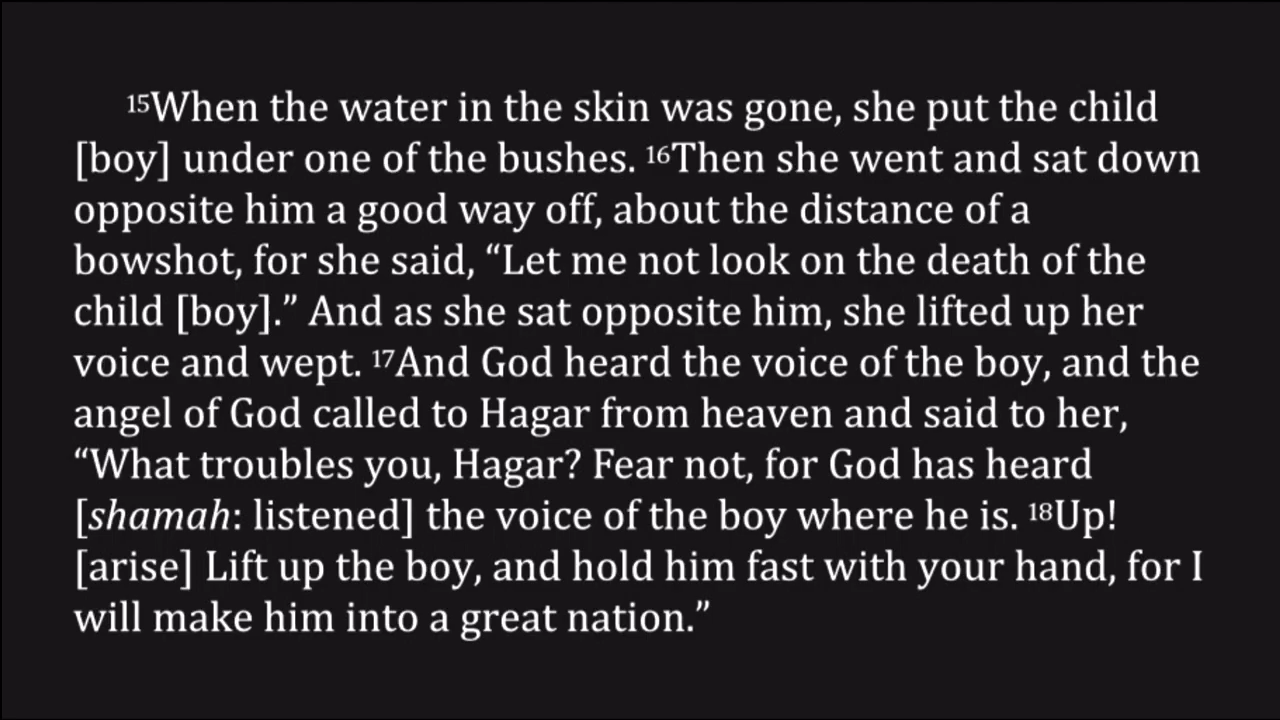 ¹⁵When the water in the skin was gone, she put the child
[boy] under one of the bushes. ¹⁶Then she went and sat down
opposite him a good way off, about the distance of a
bowshot, for she said, “Let me not look on the death of the
child [boy].” And as she sat opposite him, she lifted up her
voice and wept. ¹⁷And God heard the voice of the boy, and the
angel of God called to Hagar from heaven and said to her,
“What troubles you, Hagar? Fear not, for God has heard
[shamah: listened] the voice of the boy where he is. ¹⁸Up!
[arise] Lift up the boy, and hold him fast with your hand, for I
will make him into a great nation.”